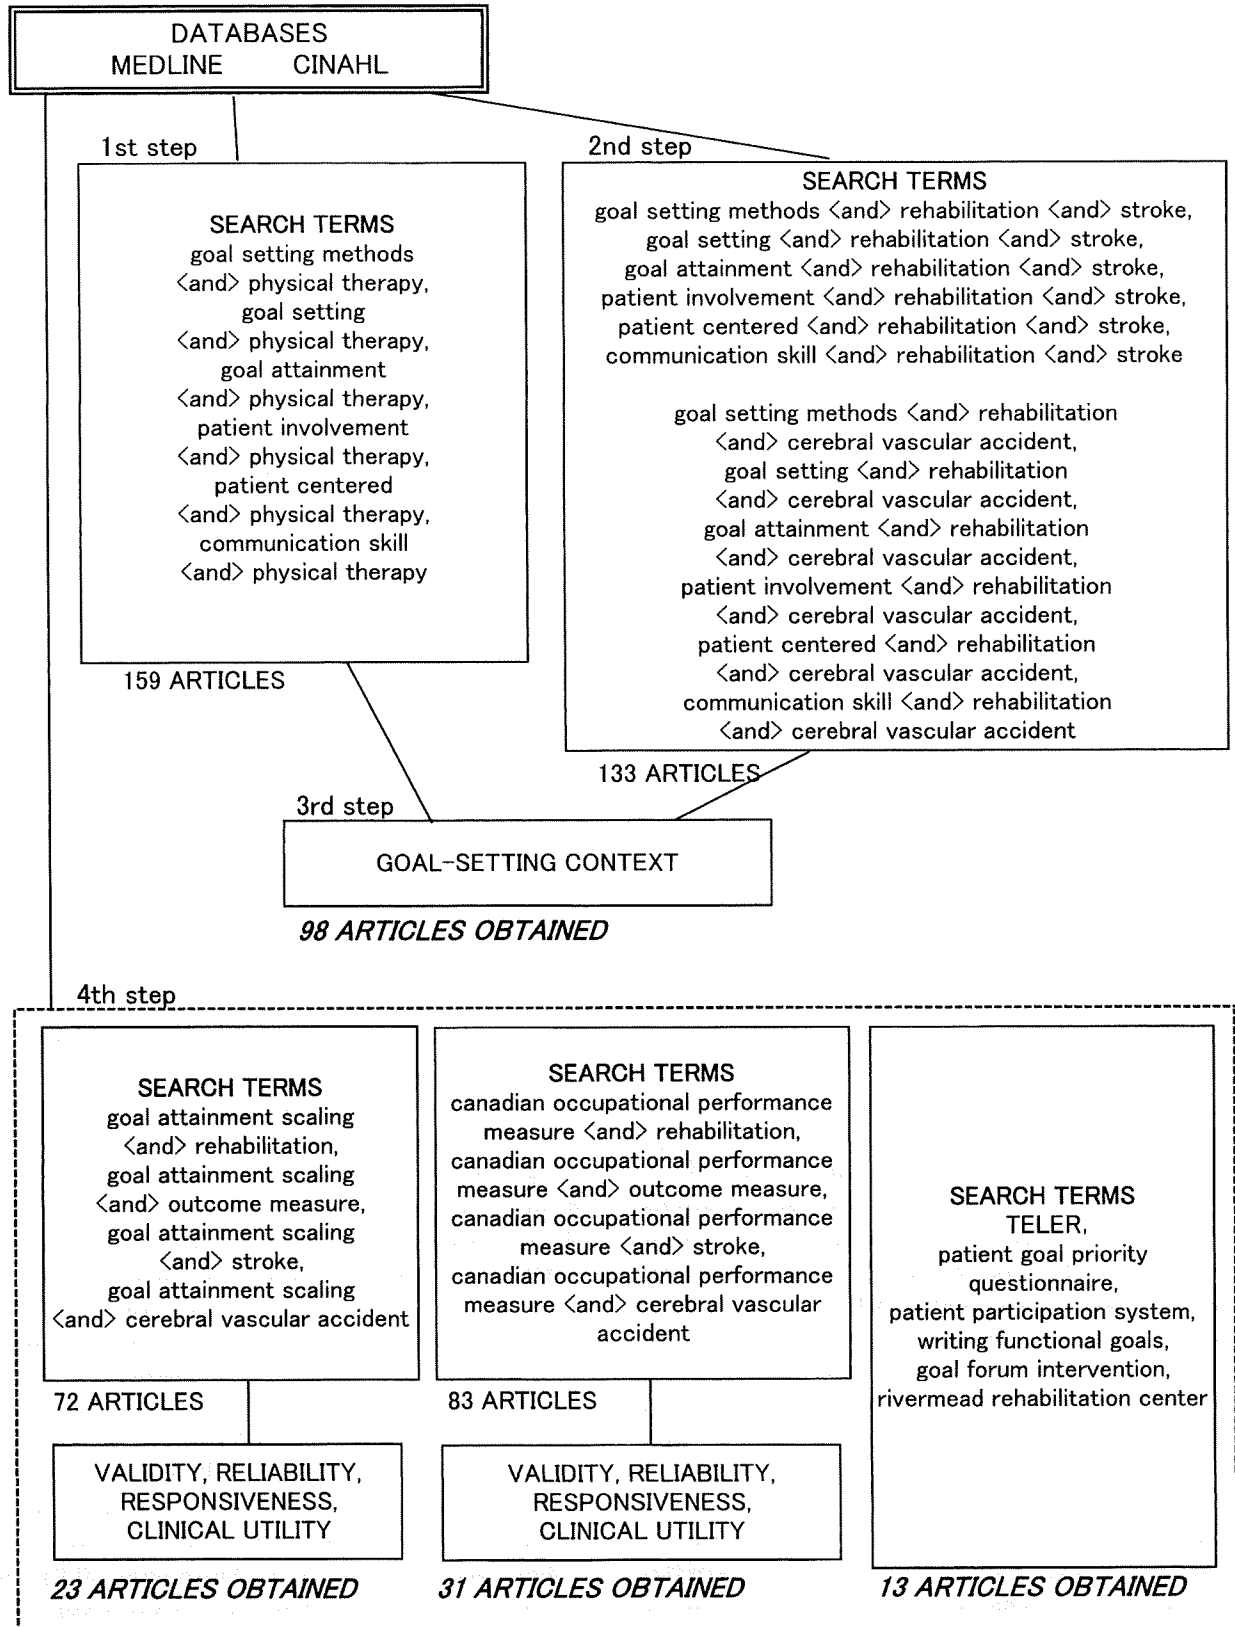 DATABASES
MEDLINE CINAHL
1st step
SEARCH TERMS
goal setting methods
<and> physical therapy,
goal setting
<and> physical therapy,
goal attainment
<and> physical therapy,
patient involvement
<and> physical therapy,
patient centered
<and> physical therapy,
communication skill
<and> physical therapy
159 ARTICLES
2nd step
SEARCH TERMS
goal setting methods <and> rehabilitation <and> stroke,
goal setting <and> rehabilitation <and> stroke,
goal attainment <and> rehabilitation <and> stroke,
patient involvement <and> rehabilitation <and> stroke,
patient centered <and> rehabilitation <and> stroke,
communication skill <and> rehabilitation <and> stroke
goal setting methods <and> rehabilitation
<and> cerebral vascular accident,
goal setting <and> rehabilitation
<and> cerebral vascular accident,
goal attainment <and> rehabilitation
<and> cerebral vascular accident,
patient involvement <and> rehabilitation
<and> cerebral vascular accident,
patient centered <and> rehabilitation
<and> cerebral vascular accident,
communication skill <and> rehabilitation
<and> cerebral vascular accident
133 ARTICLES
3rd step
GOAL-SETTING CONTEXT
98 ARTICLES OBTAINED
4th step
SEARCH TERMS
goal attainment scaling
<and> rehabilitation,
goal attainment scaling
<and> outcome measure,
goal attainment scaling
<and> stroke,
goal attainment scaling
<and> cerebral vascular accident
72 ARTICLES
VALIDITY, RELIABILITY,
RESPONSIVENESS,
CLINICAL UTILITY
23 ARTICLES OBTAINED
SEARCH TERMS
canadian occupational performance
measure <and> rehabilitation,
canadian occupational performance
measure <and> outcome measure,
canadian occupational performance
measure <and> stroke,
canadian occupational performance
measure <and> cerebral vascular
accident
83 ARTICLES
VALIDITY, RELIABILITY,
RESPONSIVENESS,
CLINICAL UTILITY
31 ARTICLES OBTAINED
SEARCH TERMS
TELER,
patient goal priority
questionnaire,
patient participation system,
writing functional goals,
goal forum intervention,
rivermead rehabilitation center
13 ARTICLES OBTAINED